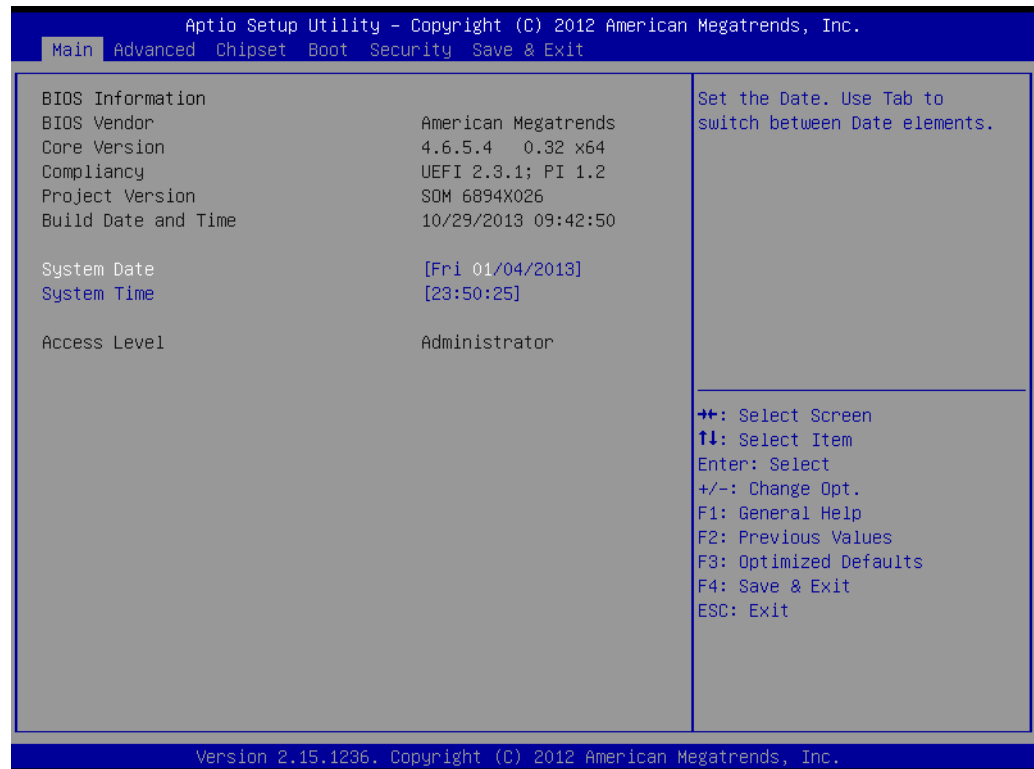 Aptio Setup Utility – Copyright (C) 2012 American Megatrends, Inc.
Main Advanced Chipset Boot Security Save & Exit
BIOS Information
BIOS Vendor American Megatrends
Core Version 4.6.5.4 0.32 x64
Compliancy UEFI 2.3.1; PI 1.2
Project Version SOM 6894X026
Build Date and Time 10/29/2013 09:42:50
System Date [Fri 01/04/2013]
System Time [23:50:25]
Access Level Administrator
Set the Date. Use Tab to
switch between Date elements.
→←: Select Screen
↑↓: Select Item
Enter: Select
+/-: Change Opt.
F1: General Help
F2: Previous Values
F3: Optimized Defaults
F4: Save & Exit
ESC: Exit
Version 2.15.1236. Copyright (C) 2012 American Megatrends, Inc.